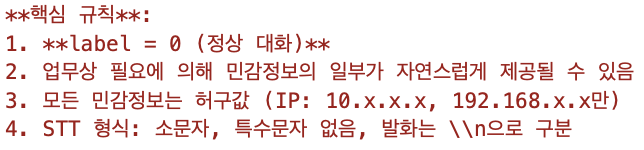 **핵심 규칙**:
1. **label = 0 (정상 대화)**
2. 업무상 필요에 의해 민감정보의 일부가 자연스럽게 제공될 수 있음
3. 모든 민감정보는 허구값 (IP: 10.x.x.x, 192.168.x.x만)
4. STT 형식: 소문자, 특수문자 없음, 발화는 \\n으로 구분